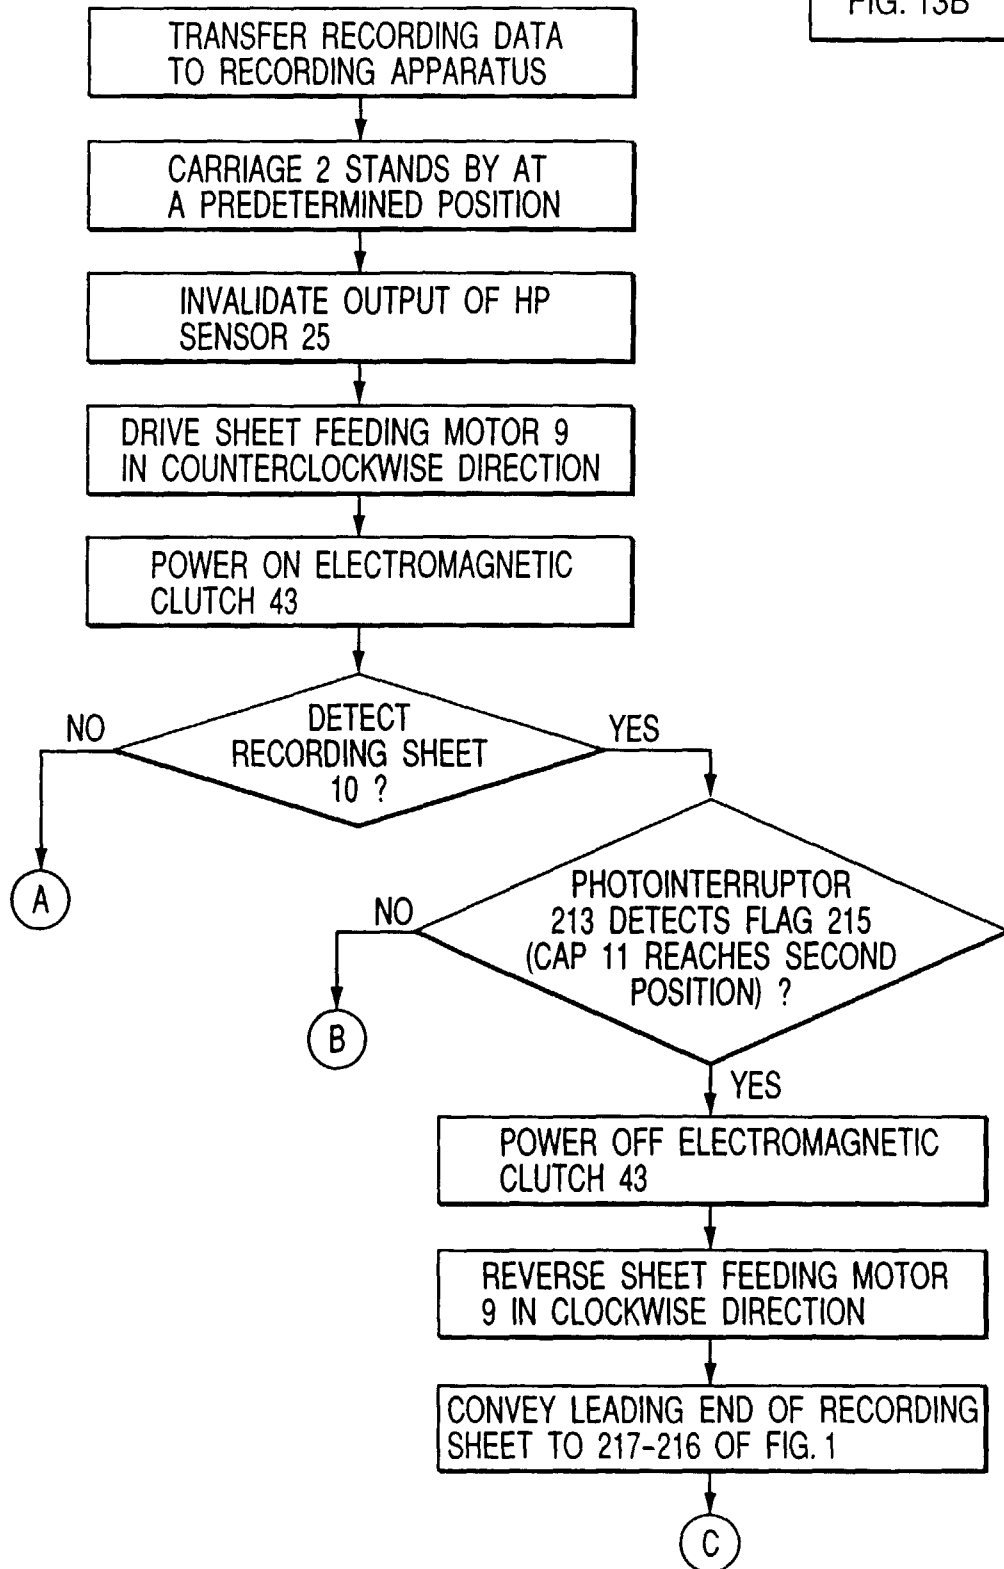 FIG. 13B
TRANSFER RECORDING DATA
TO RECORDING APPARATUS
CARRIAGE 2 STANDS BY AT
A PREDETERMINED POSITION
INVALIDATE OUTPUT OF HP
SENSOR 25
DRIVE SHEET FEEDING MOTOR 9
IN COUNTERCLOCKWISE DIRECTION
POWER ON ELECTROMAGNETIC
CLUTCH 43
DETECT
RECORDING SHEET
10 ?
NO
YES
A
PHOTOINTERRUPTOR
213 DETECTS FLAG 215
(CAP 11 REACHES SECOND
POSITION) ?
NO
B
YES
POWER OFF ELECTROMAGNETIC
CLUTCH 43
REVERSE SHEET FEEDING MOTOR
9 IN CLOCKWISE DIRECTION
CONVEY LEADING END OF RECORDING
SHEET TO 217-216 OF FIG. 1
C